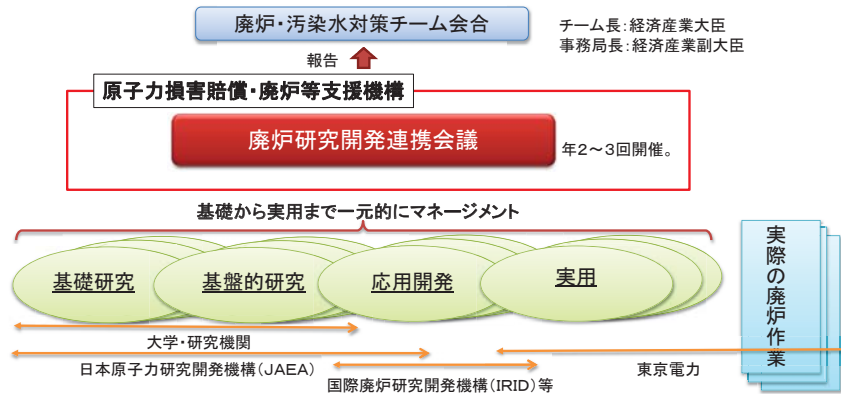 廃炉・汚染水対策チーム会合
チーム長：経済産業大臣
事務局長：経済産業副大臣
報告
原子力損害賠償・廃炉等支援機構
廃炉研究開発連携会議
年２～３回開催。
基礎から実用まで一元的にマネージメント
基礎研究
基盤的研究
応用開発
実用
実際の廃炉作業
大学・研究機関
日本原子力研究開発機構（JAEA）
東京電力
国際廃炉研究開発機構（IRID）等